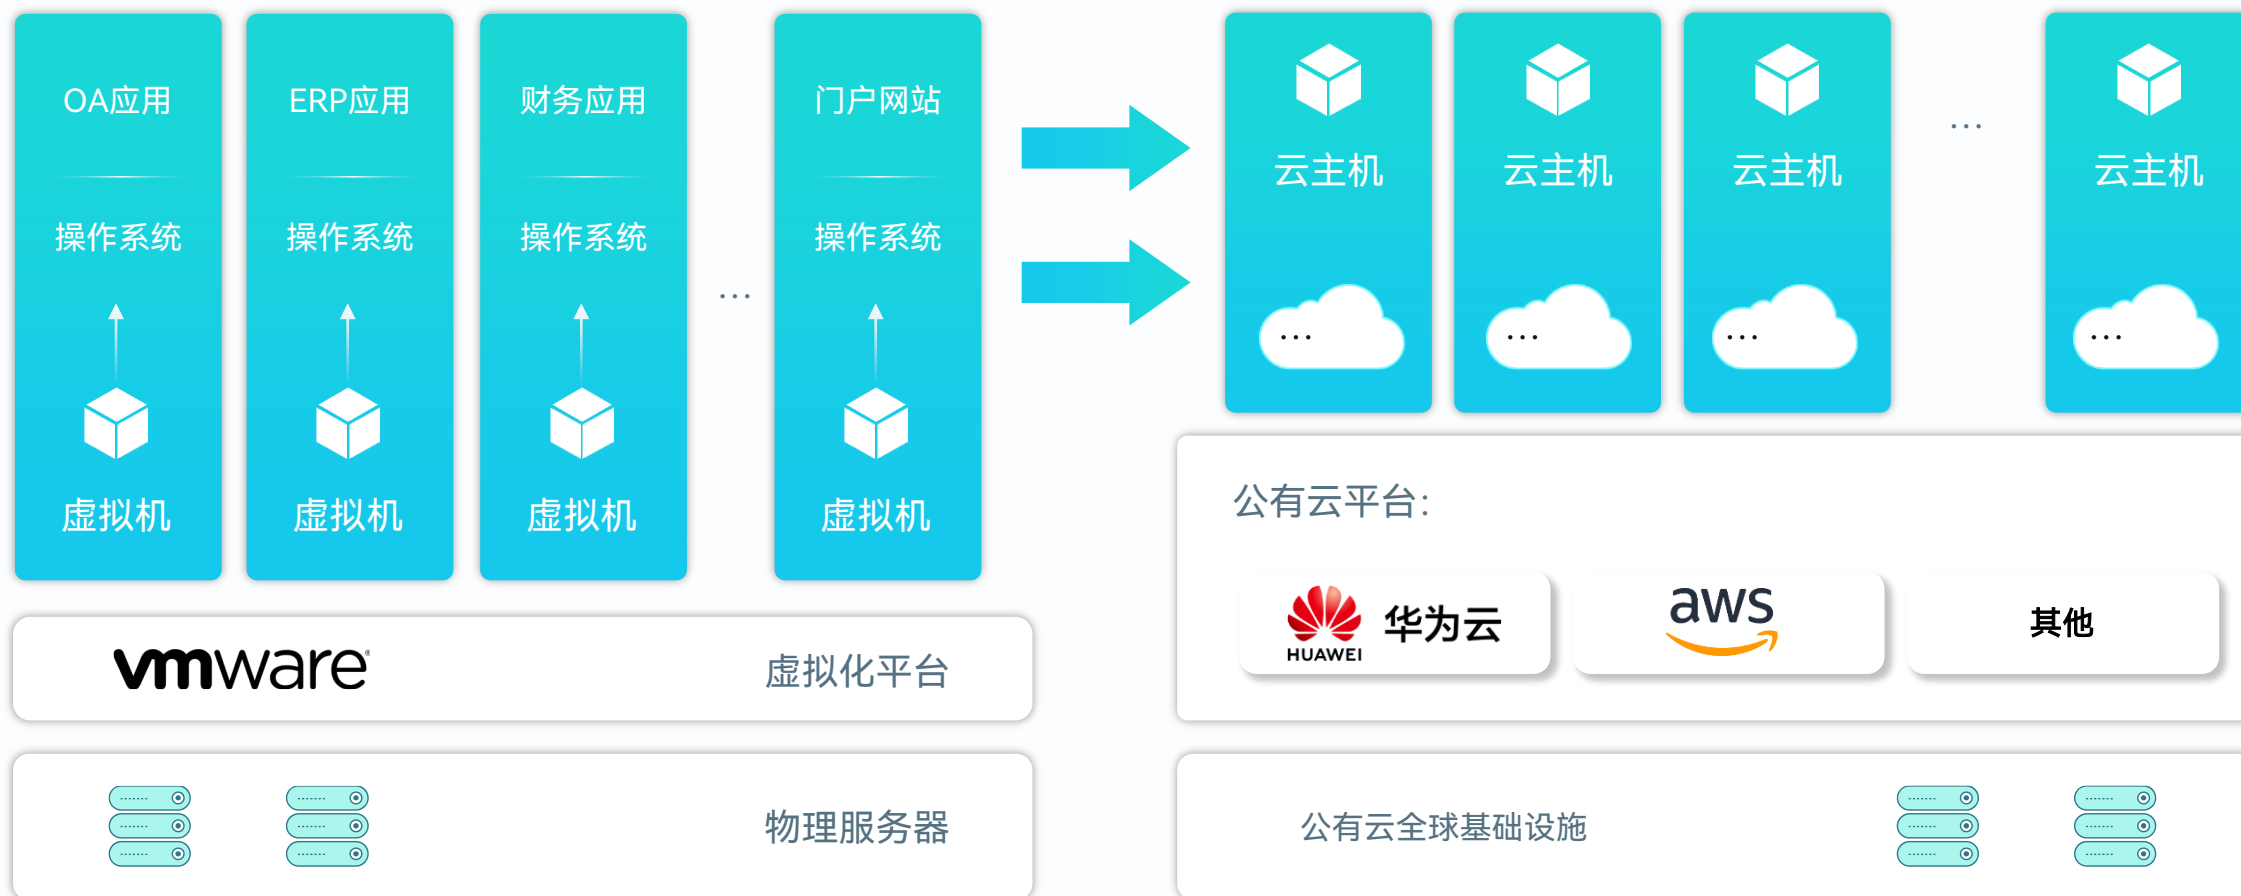 OA应用
操作系统
虚拟机
ERP应用
操作系统
虚拟机
财务应用
操作系统
虚拟机
...
门户网站
操作系统
虚拟机
vmware®
虚拟化平台
物理服务器
云主机
...
云主机
...
云主机
...
...
云主机
...
公有云平台：
HUAWEI
华为云
aws
其他
公有云全球基础设施